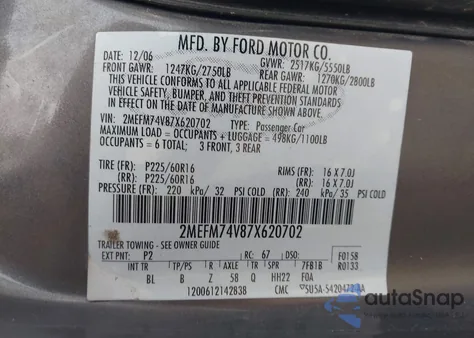 MFD. BY FORD MOTOR CO.
12/06 GVWR: 2517KG/5550LB
FRONT GAWR: 1247KG/2750LB REAR GAWR: 1270KG/2800LB
THIS VEHICLE CONFORMS TO ALL APPLICABLE FEDERAL MOTOR
VEHICLE SAFETY, BUMPER, AND THEFT PREVENTION STANDARDS
IN EFFECT ON THE DATE OF MANUFACTURE SHOWN ABOVE.
VIN: 2MEFM74V87X620702 TYPE: Passenger Car
MAXIMUM LOAD = OCCUPANTS + LUGGAGE = 498KG/1100LB
OCCUPANTS = 6 TOTAL; 3 FRONT, 3 REAR
TIRE (FR): P225/60R16 RIMS (FR): 16 X 7.0J
(RR): P225/60R16 (RR): 16 X 7.0J
PRESSURE (FR): 220 kPa/ 32 PSI COLD (RR): 240 kPa/ 35 PSI COLD
2MEFM74V87X620702
TRAILER TOWING - SEE OWNER GUIDE
EXT PNT: P2 RC: 67 DSO: F0158
INT TR TP/PS R AXLE TR SPR 7FB1B R0133
BL B Z 5B Q HH22 F0A
1200612142838 CMC
autoSnap